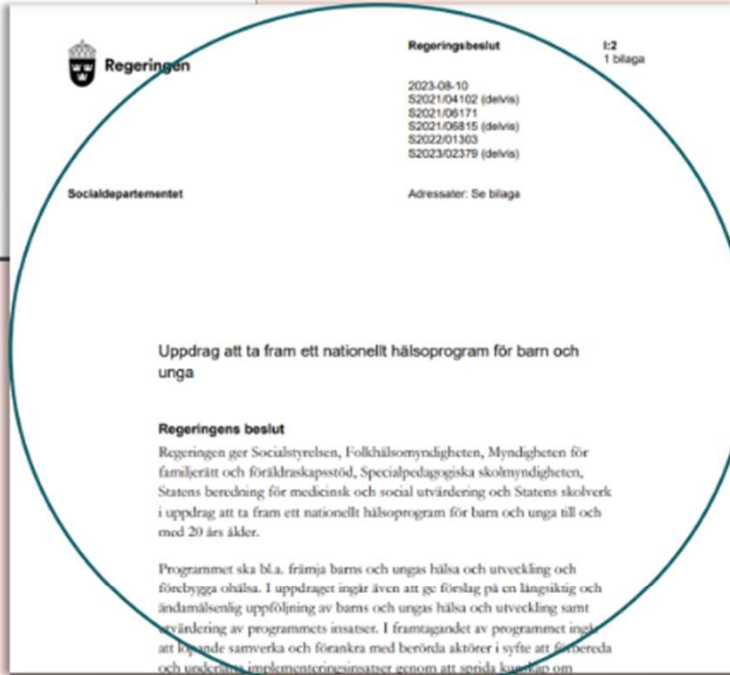 Regeringen
Regeringsbeslut
I:2
1 bilaga
2023-08-10
S2021/04102 (delvis)
S2021/06171
S2021/06815 (delvis)
S2022/01303
S2023/02379 (delvis)
Socialdepartementet
Adressater: Se bilaga
Uppdrag att ta fram ett nationellt hälsoprogram för barn och
unga
Regeringens beslut
Regeringen ger Socialstyrelsen, Folkhälsomyndigheten, Myndigheten för
familjerätt och föräldraskapsstöd, Specialpedagogiska skolmyndigheten,
Statens beredning för medicinsk och social utvärdering och Statens skolverk
i uppdrag att ta fram ett nationellt hälsoprogram för barn och unga till och
med 20 års ålder.
Programmet ska bl.a. främja barns och ungas hälsa och utveckling och
förebygga ohälsa. I uppdraget ingår även att ge förslag på en långsiktig och
ändamålsenlig uppföljning av barns och ungas hälsa och utveckling samt
utvärdering av programmets insatser. I framtagandet av programmet ingår
att löpande samverka och förankra med berörda aktörer i syfte att förbereda
och underlätta implementeringsinsatser genom att sprida kunskap om